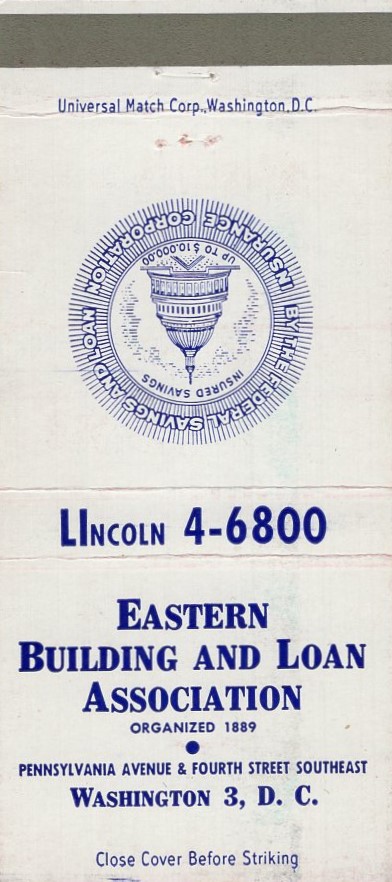 Universal Match Corp., Washington, D.C.
INSURED SAVINGS
UP TO $10,000.00
BY THE FEDERAL SAVINGS AND LOAN INSURANCE CORPORATION
LINCOLN 4-6800
EASTERN
BUILDING AND LOAN
ASSOCIATION
ORGANIZED 1889
PENNSYLVANIA AVENUE & FOURTH STREET SOUTHEAST
WASHINGTON 3, D. C.
Close Cover Before Striking